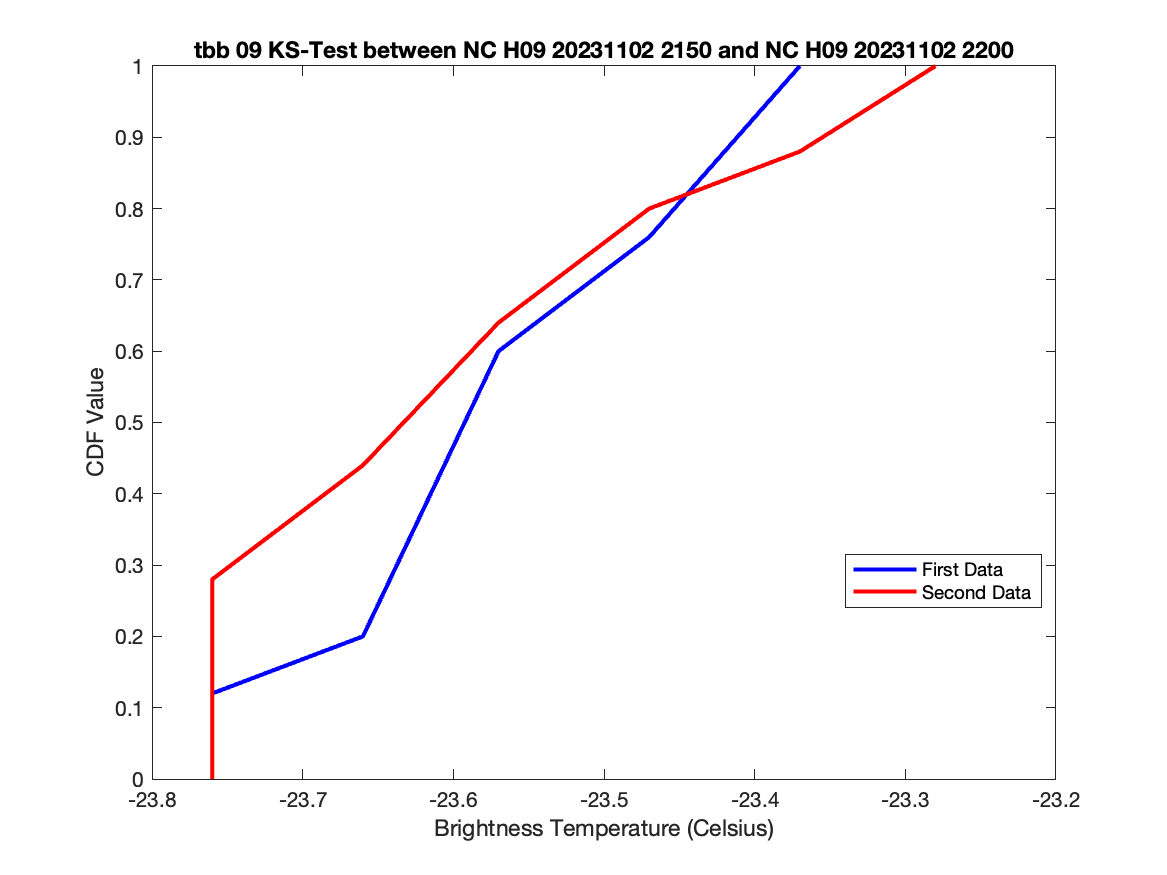 tbb 09 KS-Test between NC H09 20231102 2150 and NC H09 20231102 2200
1
0.9
0.8
0.7
0.6
0.5
0.4
0.3
0.2
0.1
0
CDF Value
First Data
Second Data
-23.8 -23.7 -23.6 -23.5 -23.4 -23.3 -23.2
Brightness Temperature (Celsius)